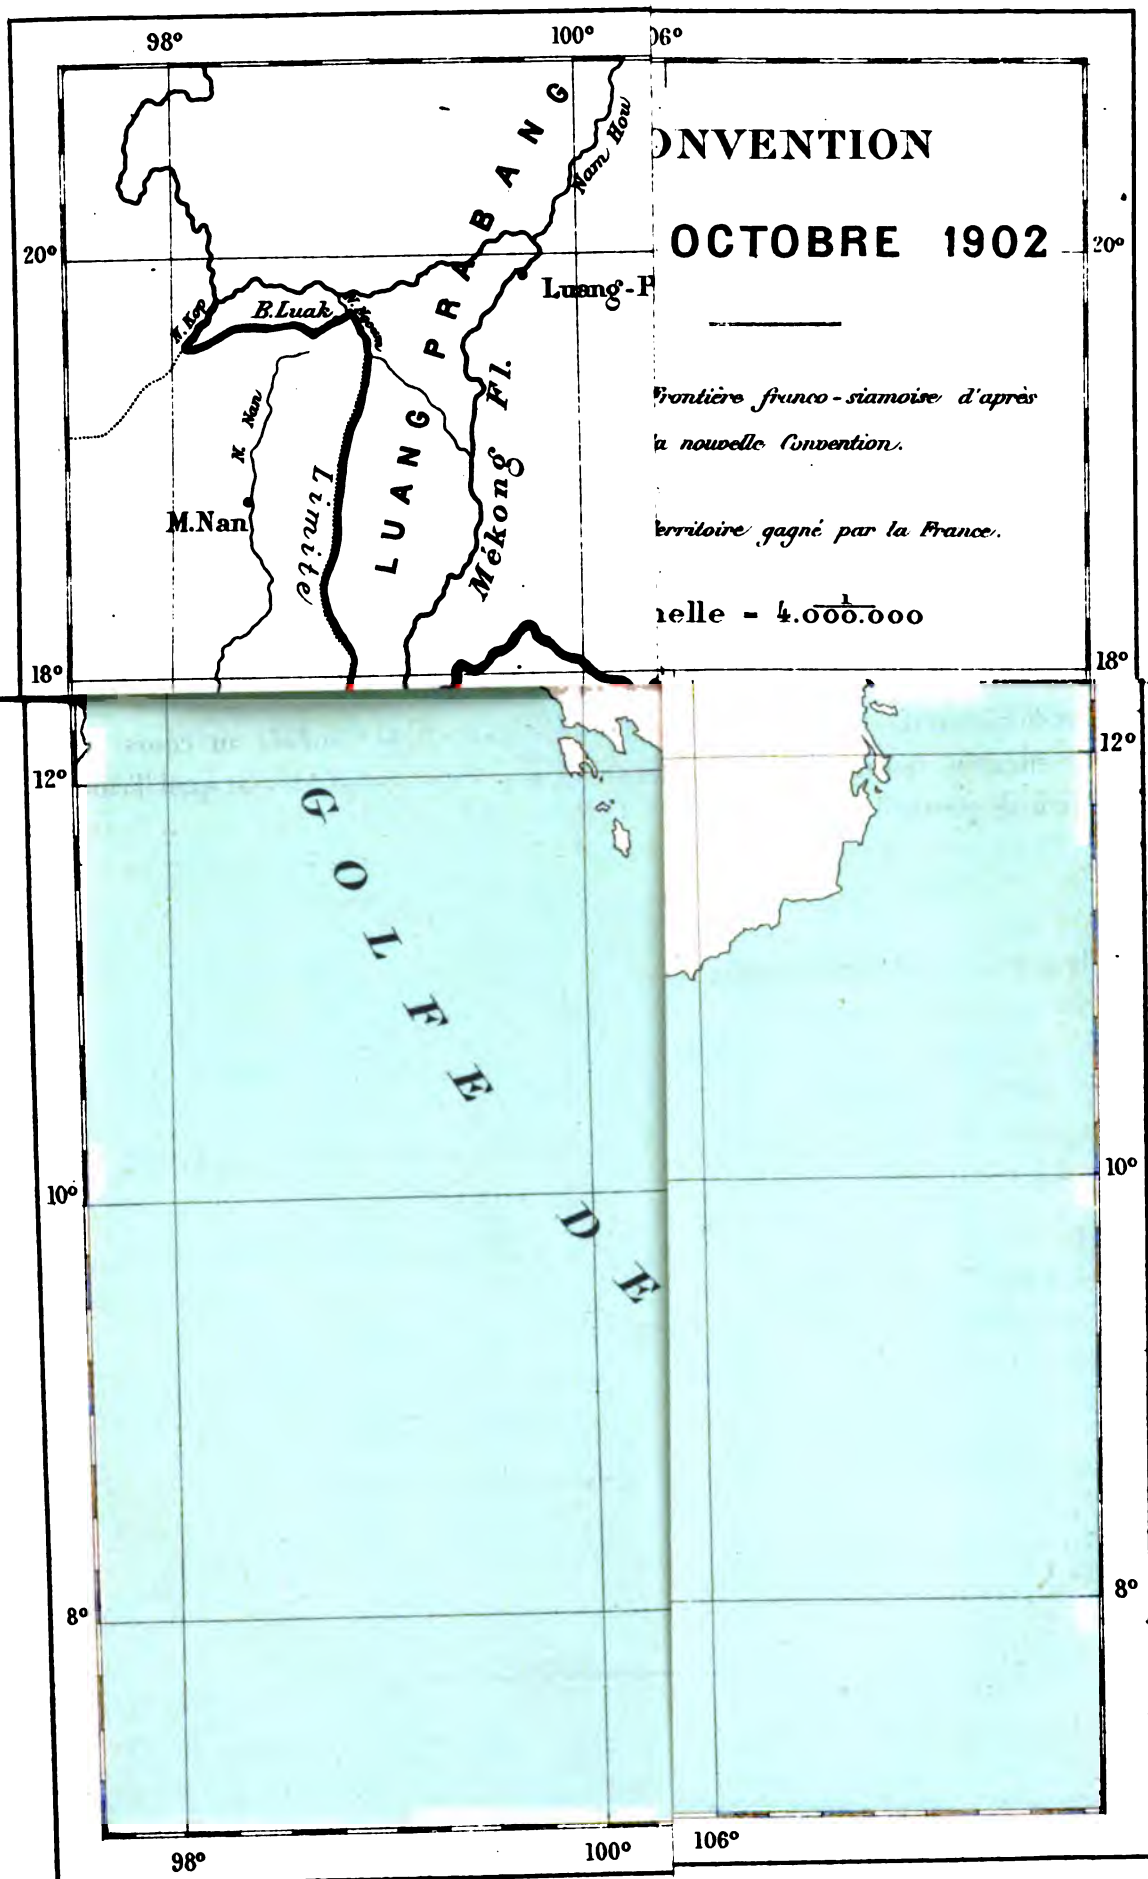 98° 100° 06°
ONVENTION
OCTOBRE 1902
20° 20°
LUANG PRABANG
Nam Hou
Luang-P
N. Kop
B. Luak
N. Nan
M. Nan
Limite
Mékong Fl.
Frontière franco-siamoise d'après
la nouvelle Convention.
erritoire gagné par la France.
elle = 1/4.000.000
18° 18°
12° 12°
GOLFE DE
10° 10°
8° 8°
98° 100° 106°